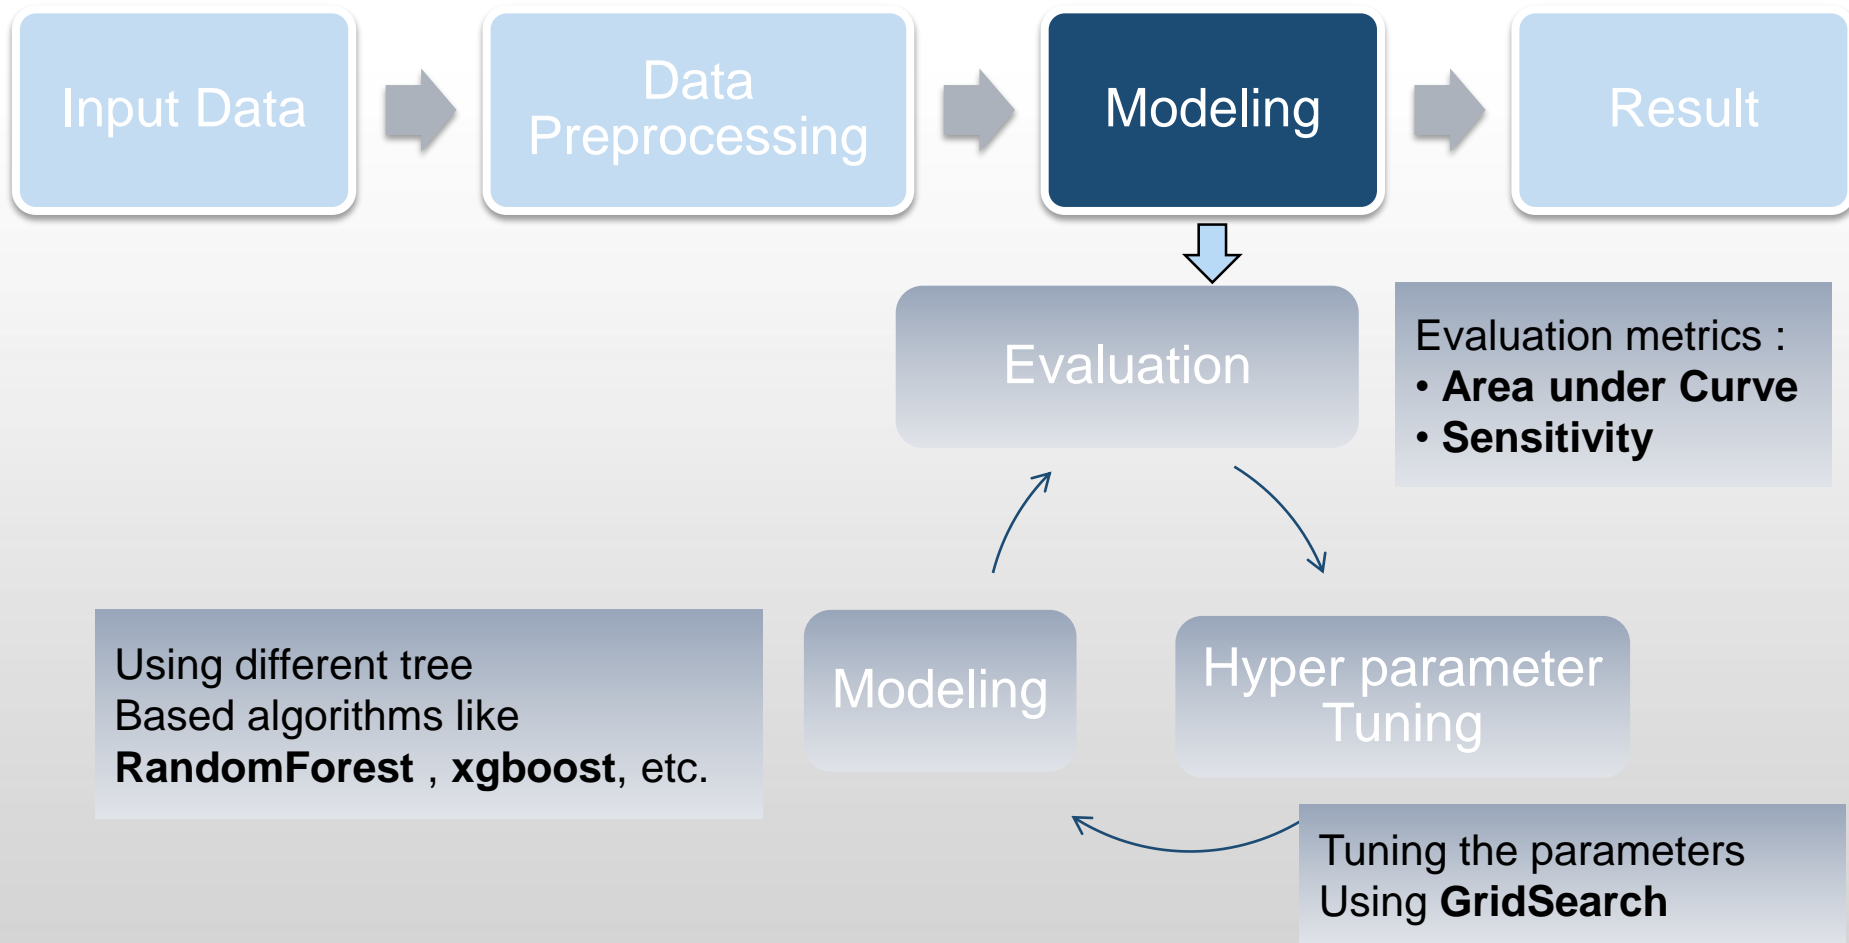 Input Data
Data
Preprocessing
Modeling
Result
Evaluation
Evaluation metrics :
• Area under Curve
• Sensitivity
Using different tree
Based algorithms like
RandomForest , xgboost, etc.
Modeling
Hyper parameter
Tuning
Tuning the parameters
Using GridSearch